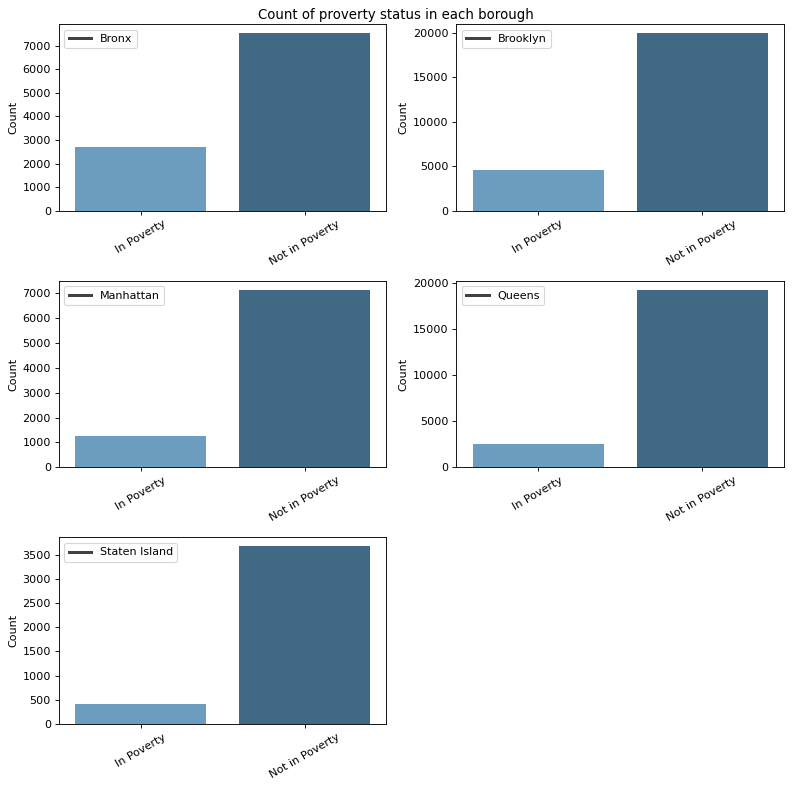 Count of proverty status in each borough
Bronx
7000
6000
5000
4000
3000
2000
1000
0
Count
In Poverty
Not in Poverty
Brooklyn
20000
15000
10000
5000
0
Count
In Poverty
Not in Poverty
Manhattan
7000
6000
5000
4000
3000
2000
1000
0
Count
In Poverty
Not in Poverty
Queens
20000
15000
10000
5000
0
Count
In Poverty
Not in Poverty
Staten Island
3500
3000
2500
2000
1500
1000
500
0
Count
In Poverty
Not in Poverty